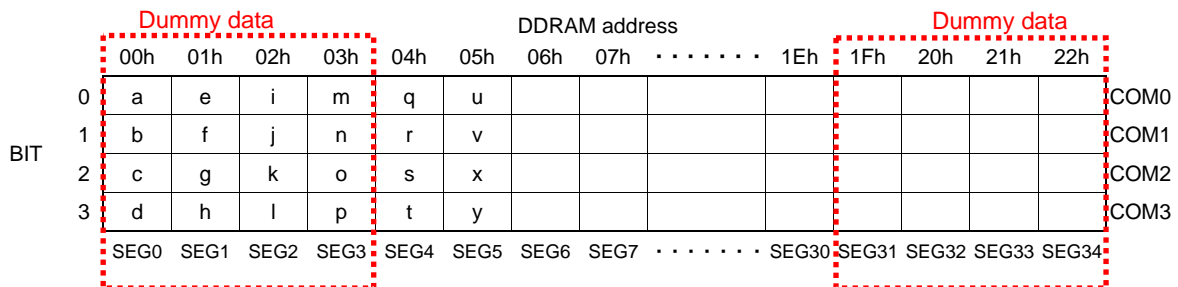 Dummy data DDRAM address Dummy data
00h 01h 02h 03h 04h 05h 06h 07h ······· 1Eh 1Fh 20h 21h 22h
0 a e i m q u COM0
BIT 1 b f j n r v COM1
2 c g k o s x COM2
3 d h l p t y COM3
SEG0 SEG1 SEG2 SEG3 SEG4 SEG5 SEG6 SEG7 ······· SEG30 SEG31 SEG32 SEG33 SEG34